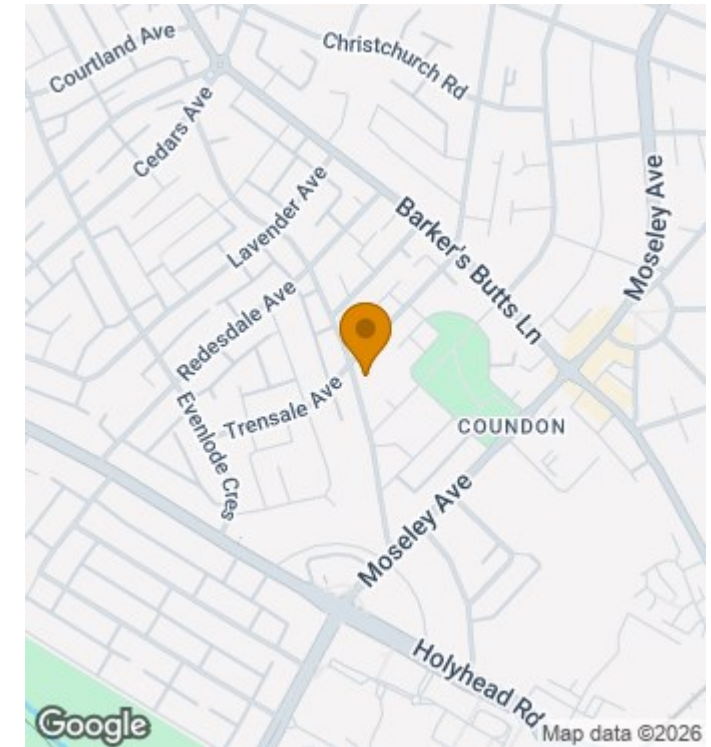 Courtland Ave
Christchurch Rd
Cedars Ave
Moseley Ave
Lavender Ave
Barker's Butts Ln
Redesdale Ave
Trensale Ave
Evenlode Cres
COUNDON
Moseley Ave
Holyhead Rd
Google
Map data ©2026